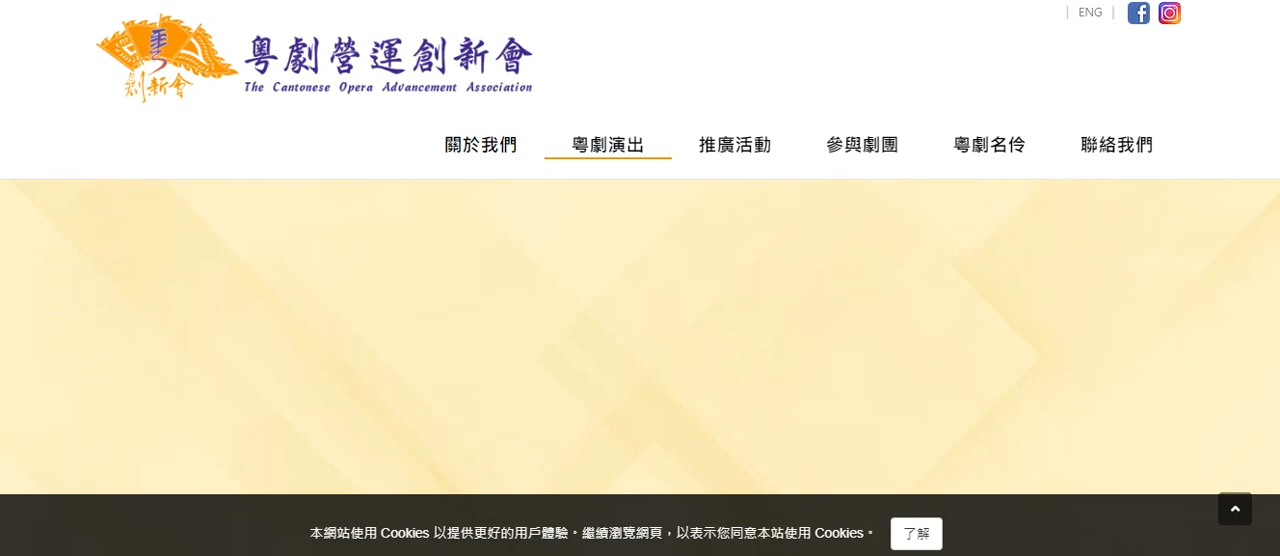 ENG
粵劇營運創新會
The Cantonese Opera Advancement Association
創新會
關於我們 粵劇演出 推廣活動 參與劇團 粵劇名伶 聯絡我們
本網站使用 Cookies 以提供更好的用戶體驗。繼續瀏覽網頁，以表示您同意本站使用 Cookies。 了解